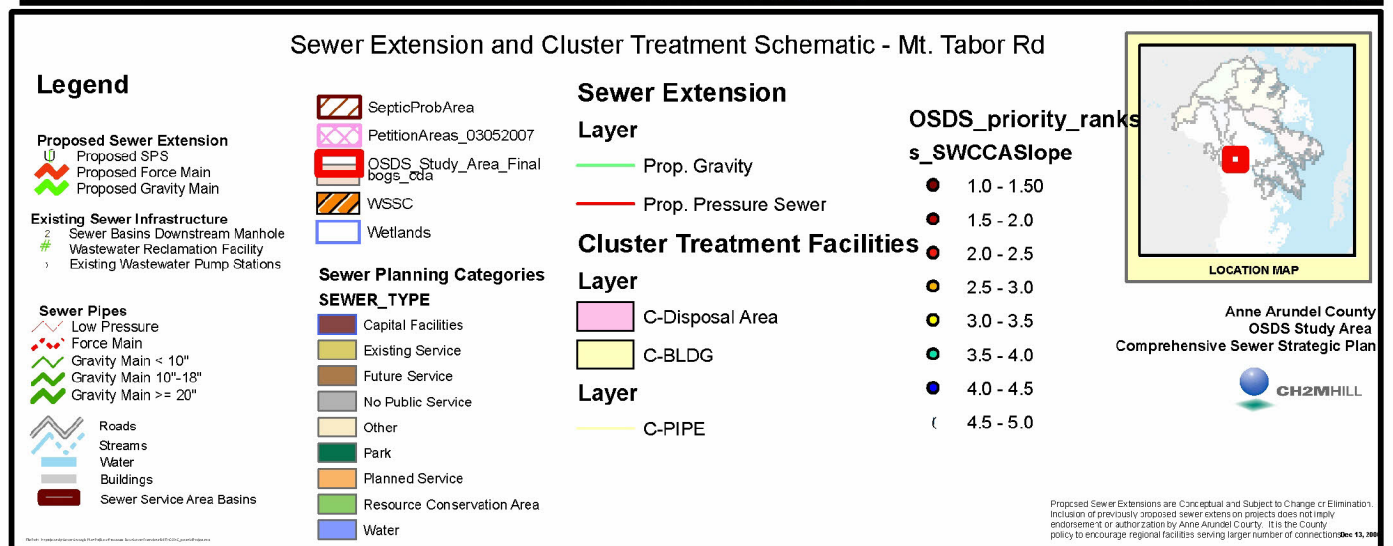 Sewer Extension and Cluster Treatment Schematic - Mt. Tabor Rd
Legend
Proposed Sewer Extension
Proposed SPS
Proposed Force Main
Proposed Gravity Main
Existing Sewer Infrastructure
2 Sewer Basins Downstream Manhole
# Wastewater Reclamation Facility
Existing Wastewater Pump Stations
Sewer Pipes
Low Pressure
Force Main
Gravity Main < 10"
Gravity Main 10"-18"
Gravity Main >= 20"
Roads
Streams
Water
Buildings
Sewer Service Area Basins
SepticProbArea
PetitionAreas_03052007
OSDS_Study_Area_Final
bogs_cda
WSSC
Wetlands
Sewer Planning Categories
SEWER_TYPE
Capital Facilities
Existing Service
Future Service
No Public Service
Other
Park
Planned Service
Resource Conservation Area
Water
Sewer Extension
Layer
Prop. Gravity
Prop. Pressure Sewer
Cluster Treatment Facilities
Layer
C-Disposal Area
C-BLDG
Layer
C-PIPE
OSDS_priority_ranks
s_SWCCASlope
1.0 - 1.50
1.5 - 2.0
2.0 - 2.5
2.5 - 3.0
3.0 - 3.5
3.5 - 4.0
4.0 - 4.5
4.5 - 5.0
LOCATION MAP
Anne Arundel County
OSDS Study Area
Comprehensive Sewer Strategic Plan
CH2MHILL
Proposed Sewer Extensions are Conceptual and Subject to Change or Elimination.
Inclusion of previously proposed sewer extension projects does not imply
endorsement or authorization by Anne Arundel County. It is the County
policy to encourage regional facilities serving larger number of connections
Dec 13,